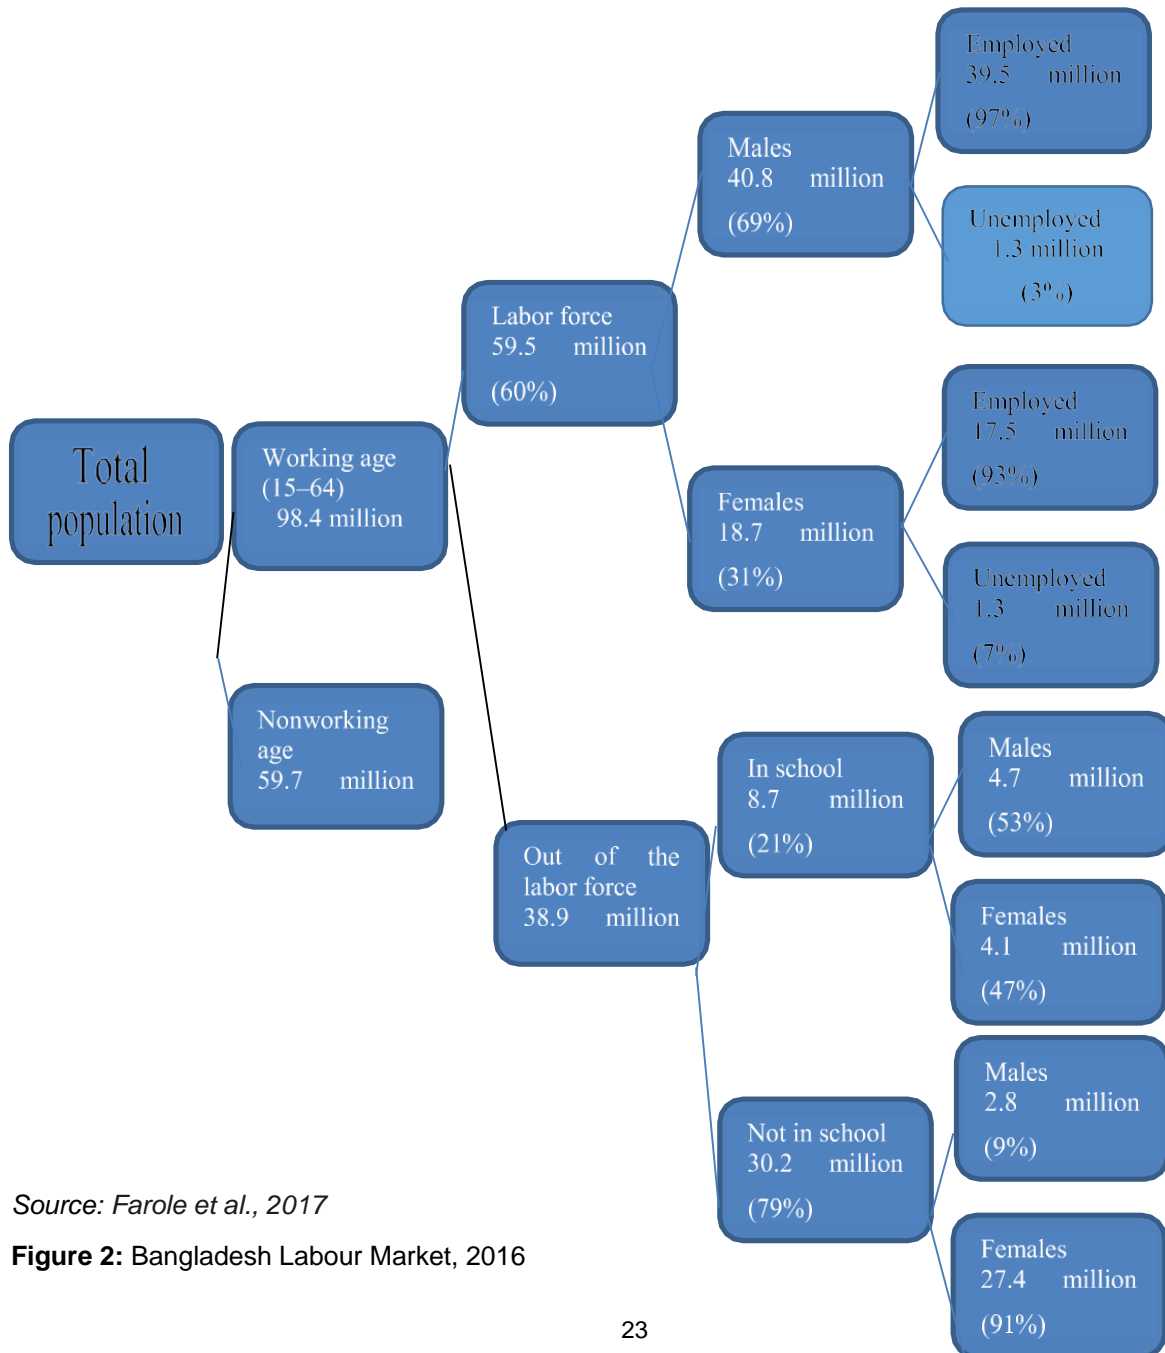 Total
population
Working age
(15–64)
98.4 million
Nonworking
age
59.7 million
Labor force
59.5 million
(60%)
Out of the
labor force
38.9 million
Males
40.8 million
(69%)
Females
18.7 million
(31%)
In school
8.7 million
(21%)
Not in school
30.2 million
(79%)
Employed
39.5 million
(97%)
Unemployed
1.3 million
(3%)
Employed
17.5 million
(93%)
Unemployed
1.3 million
(7%)
Males
4.7 million
(53%)
Females
4.1 million
(47%)
Males
2.8 million
(9%)
Females
27.4 million
(91%)
Source: Farole et al., 2017
Figure 2: Bangladesh Labour Market, 2016
23